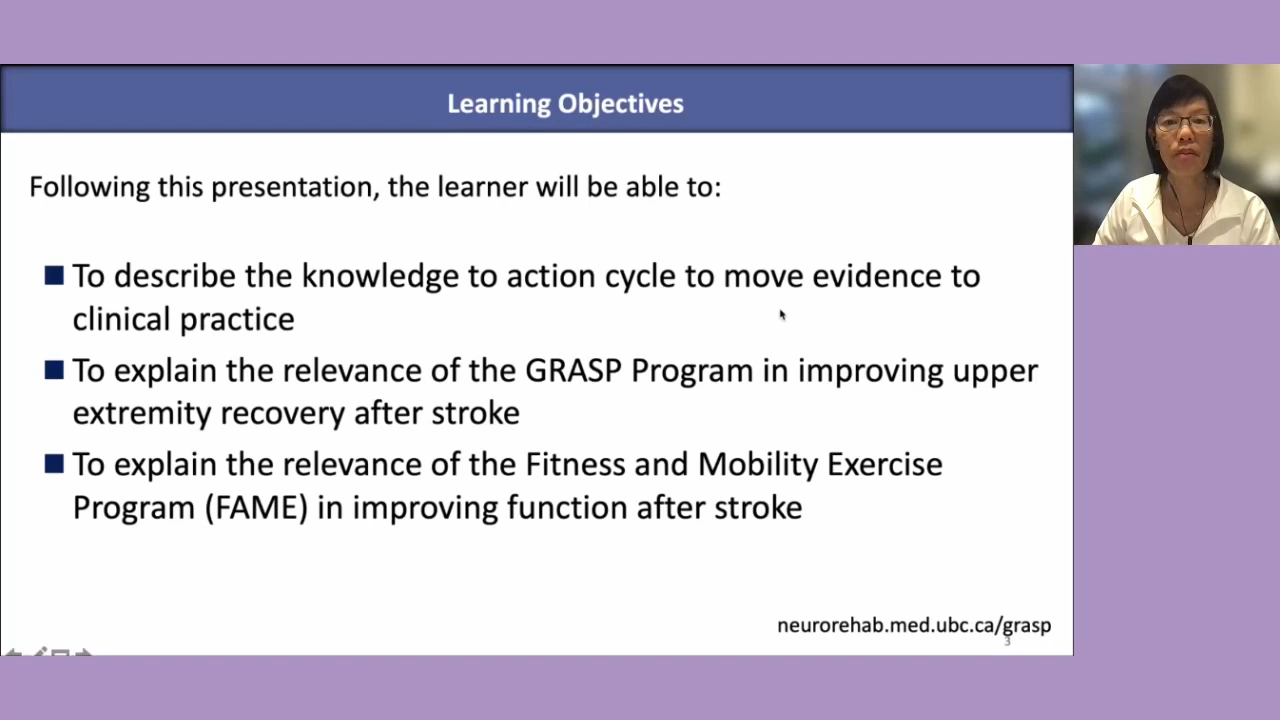 Learning Objectives
Following this presentation, the learner will be able to:
To describe the knowledge to action cycle to move evidence to
clinical practice
To explain the relevance of the GRASP Program in improving upper
extremity recovery after stroke
To explain the relevance of the Fitness and Mobility Exercise
Program (FAME) in improving function after stroke
neurorehab.med.ubc.ca/grasp
3